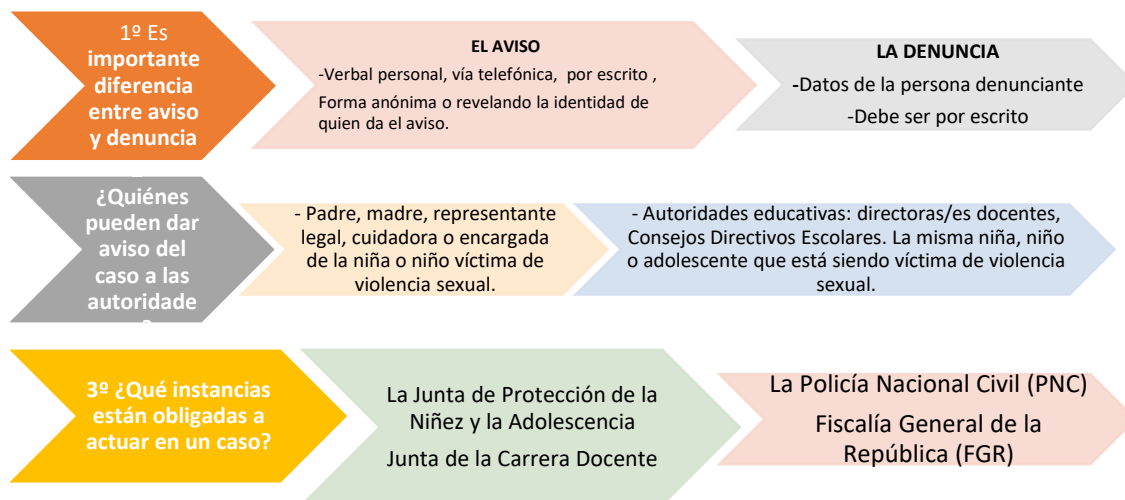 1º Es
importante
diferencia
entre aviso
y denuncia
EL AVISO
-Verbal personal, vía telefónica, por escrito ,
Forma anónima o revelando la identidad de
quien da el aviso.
LA DENUNCIA
-Datos de la persona denunciante
-Debe ser por escrito
¿Quiénes
pueden dar
aviso del
caso a las
autoridade
- Padre, madre, representante
legal, cuidadora o encargada
de la niña o niño víctima de
violencia sexual.
- Autoridades educativas: directoras/es docentes,
Consejos Directivos Escolares. La misma niña, niño
o adolescente que está siendo víctima de violencia
sexual.
3º ¿Qué instancias
están obligadas a
actuar en un caso?
La Junta de Protección de la
Niñez y la Adolescencia
Junta de la Carrera Docente
La Policía Nacional Civil (PNC)
Fiscalía General de la
República (FGR)